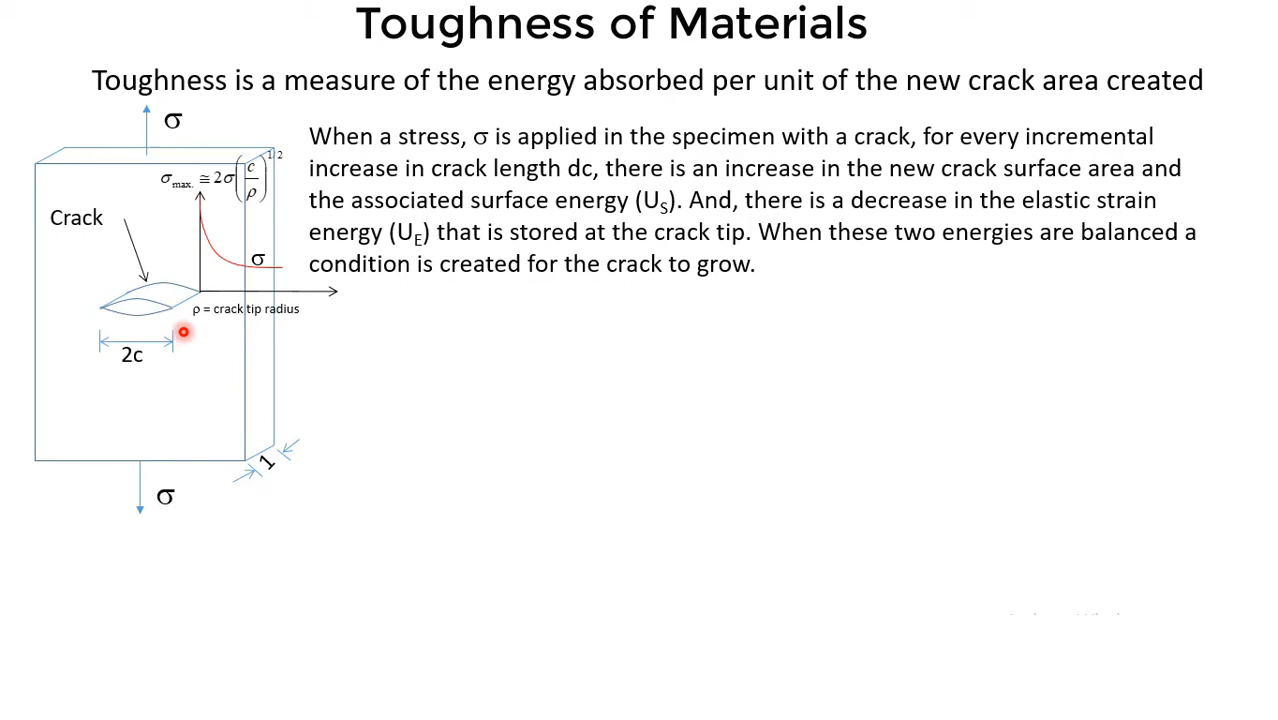 Toughness of Materials
Toughness is a measure of the energy absorbed per unit of the new crack area created
σ
When a stress, σ is applied in the specimen with a crack, for every incremental
increase in crack length dc, there is an increase in the new crack surface area and
the associated surface energy (U_S). And, there is a decrease in the elastic strain
energy (U_E) that is stored at the crack tip. When these two energies are balanced a
condition is created for the crack to grow.
σ_max. ≅ 2σ(c/ρ)^1/2
Crack
σ
ρ = crack tip radius
2c
1
σ